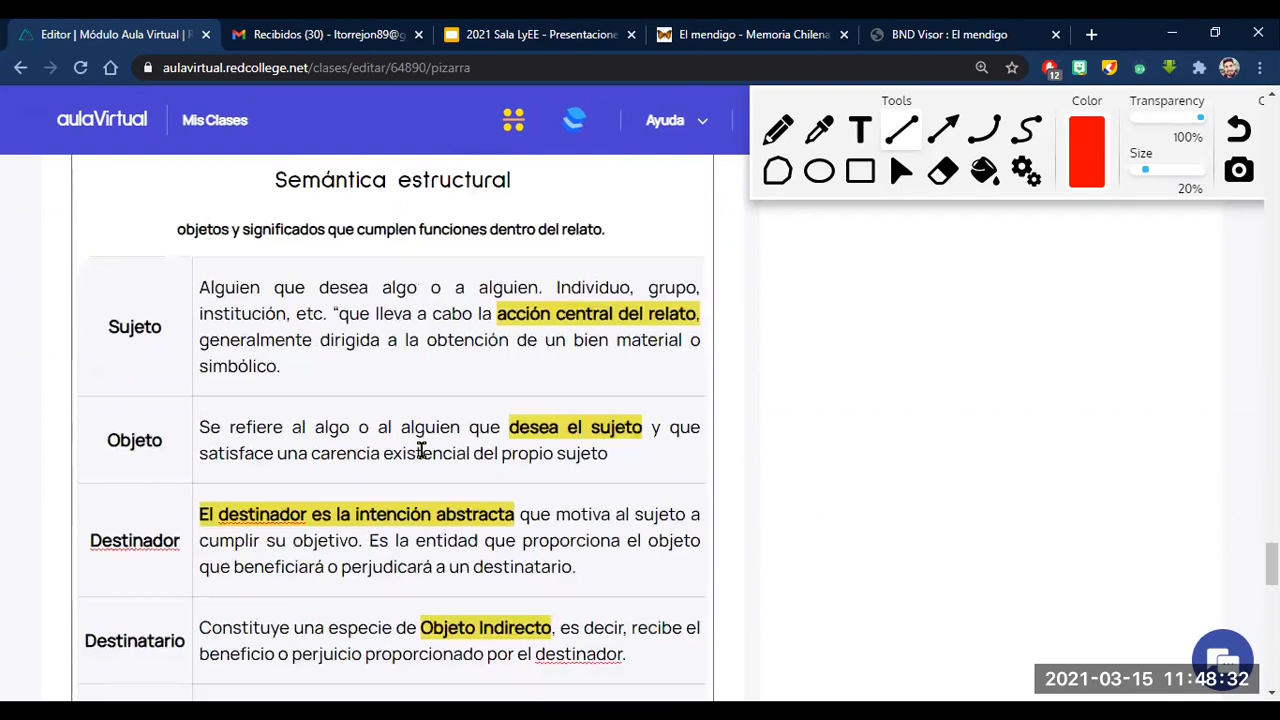 Editor | Módulo Aula Virtual | R
Recibidos (30) - ltorrejon89@g
2021 Sala LyEE - Presentacione
El mendigo - Memoria Chilena
BND Visor : El mendigo
aulavirtual.redcollege.net/clases/editar/64890/pizarra
12
aulaVirtual
Mis Clases
Ayuda
Tools
Color
Transparency
100%
Size
20%
C
T
Semántica estructural
objetos y significados que cumplen funciones dentro del relato.
Sujeto
Alguien que desea algo o a alguien. Individuo, grupo,
institución, etc. “que lleva a cabo la acción central del relato,
generalmente dirigida a la obtención de un bien material o
simbólico.
Objeto
Se refiere al algo o al alguien que desea el sujeto y que
satisface una carencia existencial del propio sujeto
Destinador
El destinador es la intención abstracta que motiva al sujeto a
cumplir su objetivo. Es la entidad que proporciona el objeto
que beneficiará o perjudicará a un destinatario.
Destinatario
Constituye una especie de Objeto Indirecto, es decir, recibe el
beneficio o perjuicio proporcionado por el destinador.
2021-03-15 11:48:32